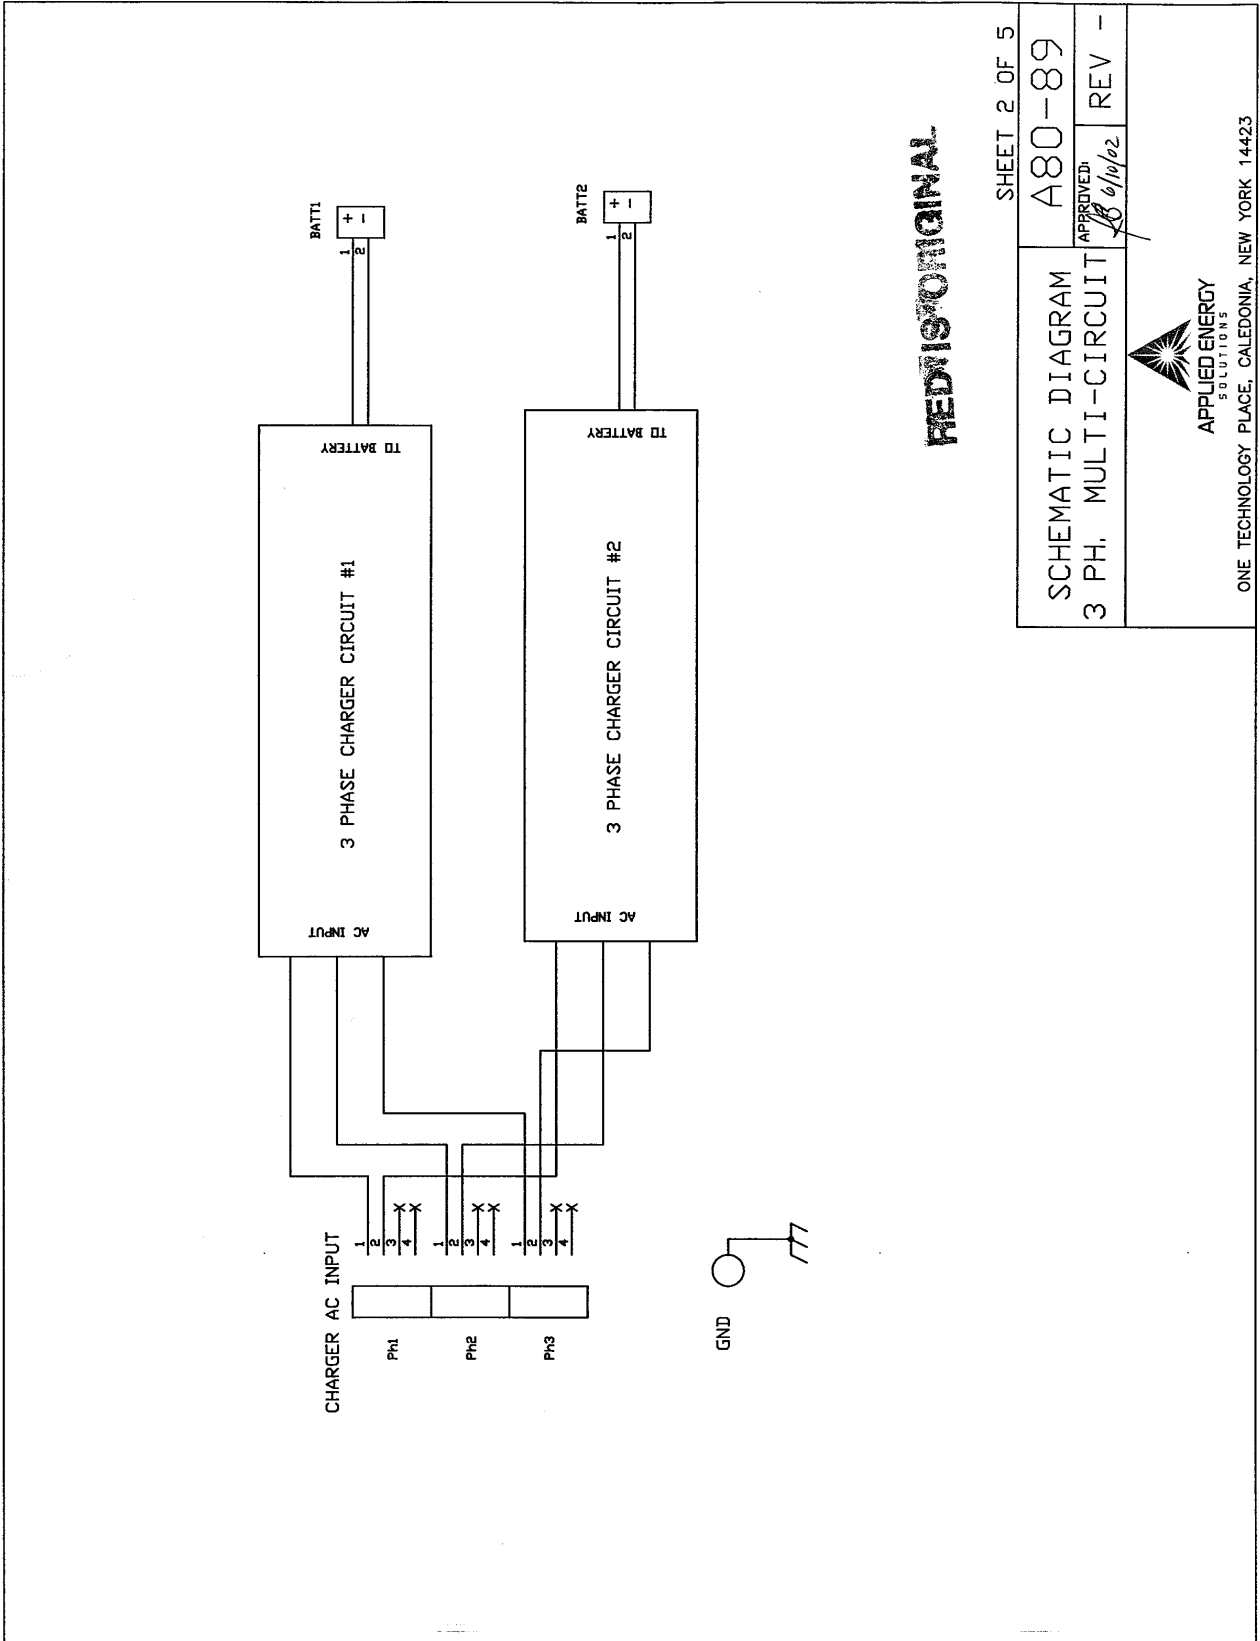 CHARGER AC INPUT
Ph1
1
2
3
4
X
X
Ph2
1
2
3
4
X
X
Ph3
1
2
3
4
X
X
GND
AC INPUT
3 PHASE CHARGER CIRCUIT #1
TO BATTERY
BATT1
1
2
+
-
AC INPUT
3 PHASE CHARGER CIRCUIT #2
TO BATTERY
BATT2
1
2
+
-
RED IS ORIGINAL
SHEET 2 OF 5
SCHEMATIC DIAGRAM
3 PH. MULTI-CIRCUIT
A80-89
APPROVED:
6/10/02
REV -
APPLIED ENERGY
SOLUTIONS
ONE TECHNOLOGY PLACE, CALEDONIA, NEW YORK 14423